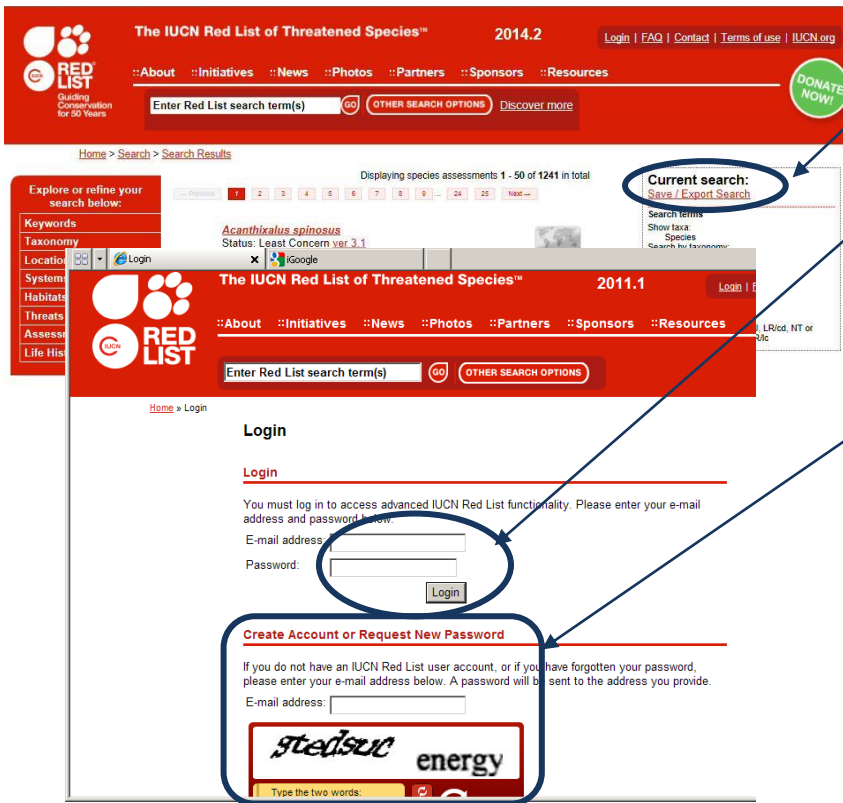 The IUCN Red List of Threatened Species™ 2014.2
Login | FAQ | Contact | Terms of use | IUCN.org
IUCN RED LIST
Guiding
Conservation
for 50 Years
::About ::Initiatives ::News ::Photos ::Partners ::Sponsors ::Resources
DONATE
NOW!
Enter Red List search term(s) GO OTHER SEARCH OPTIONS Discover more
Home > Search > Search Results
Displaying species assessments 1 - 50 of 1241 in total
← Previous 1 2 3 4 5 6 7 8 9 ... 24 25 Next →
Explore or refine your
search below:
Keywords
Taxonomy
Location
Systems
Habitats
Threats
Assess
Life His
Acanthixalus spinosus
Status: Least Concern ver 3.1
Current search:
Save / Export Search
Search terms
Show taxa:
Species
Search by taxonomy:
, LR/cd, NT or
R/lc
Login
iGoogle
The IUCN Red List of Threatened Species™ 2011.1
Login | F
IUCN RED LIST
::About ::Initiatives ::News ::Photos ::Partners ::Sponsors ::Resources
Enter Red List search term(s) GO OTHER SEARCH OPTIONS
Home » Login
Login
Login
You must log in to access advanced IUCN Red List functionality. Please enter your e-mail
address and password below.
E-mail address:
Password:
Login
Create Account or Request New Password
If you do not have an IUCN Red List user account, or if you have forgotten your password,
please enter your e-mail address below. A password will be sent to the address you provide.
E-mail address:
gtedsuc energy
Type the two words: